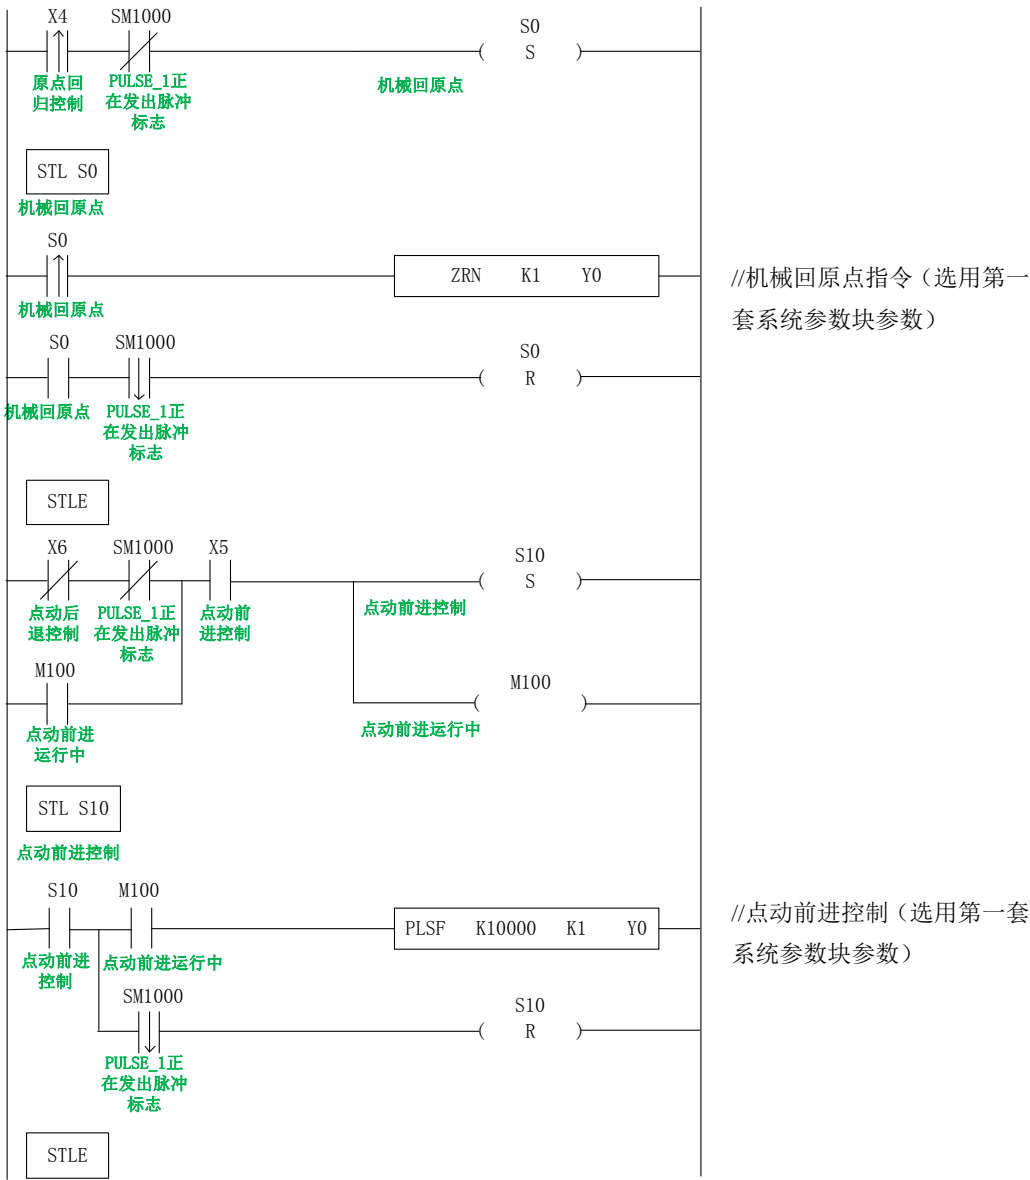 X4 SM1000 S0
S
原点回
归控制
PULSE_1正
在发出脉冲
标志
机械回原点
STL S0
机械回原点
S0
ZRN K1 Y0
机械回原点
//机械回原点指令（选用第一
套系统参数块参数）
S0 SM1000 S0
R
机械回原点
PULSE_1正
在发出脉冲
标志
STLE
X6 SM1000 X5 S10
S
点动后
退控制
PULSE_1正
在发出脉冲
标志
点动前
进控制
点动前进控制
M100 M100
点动前进
运行中
点动前进运行中
STL S10
点动前进控制
S10 M100
PLSF K10000 K1 Y0
点动前进
控制
点动前进运行中
//点动前进控制（选用第一套
系统参数块参数）
SM1000 S10
R
PULSE_1正
在发出脉冲
标志
STLE